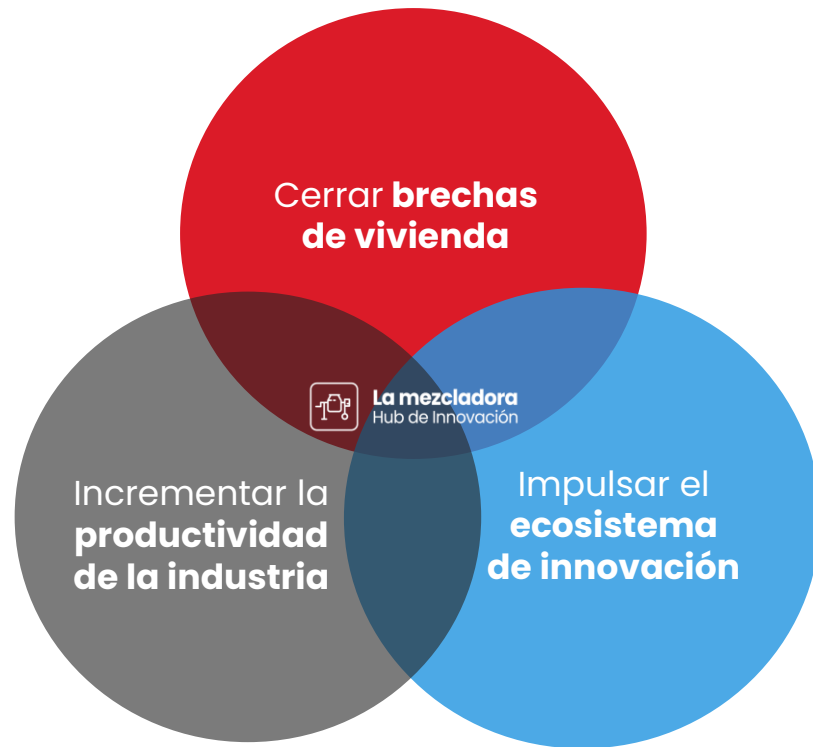 Cerrar brechas
de vivienda
La mezcladora
Hub de Innovación
Incrementar la
productividad
de la industria
Impulsar el
ecosistema
de innovación